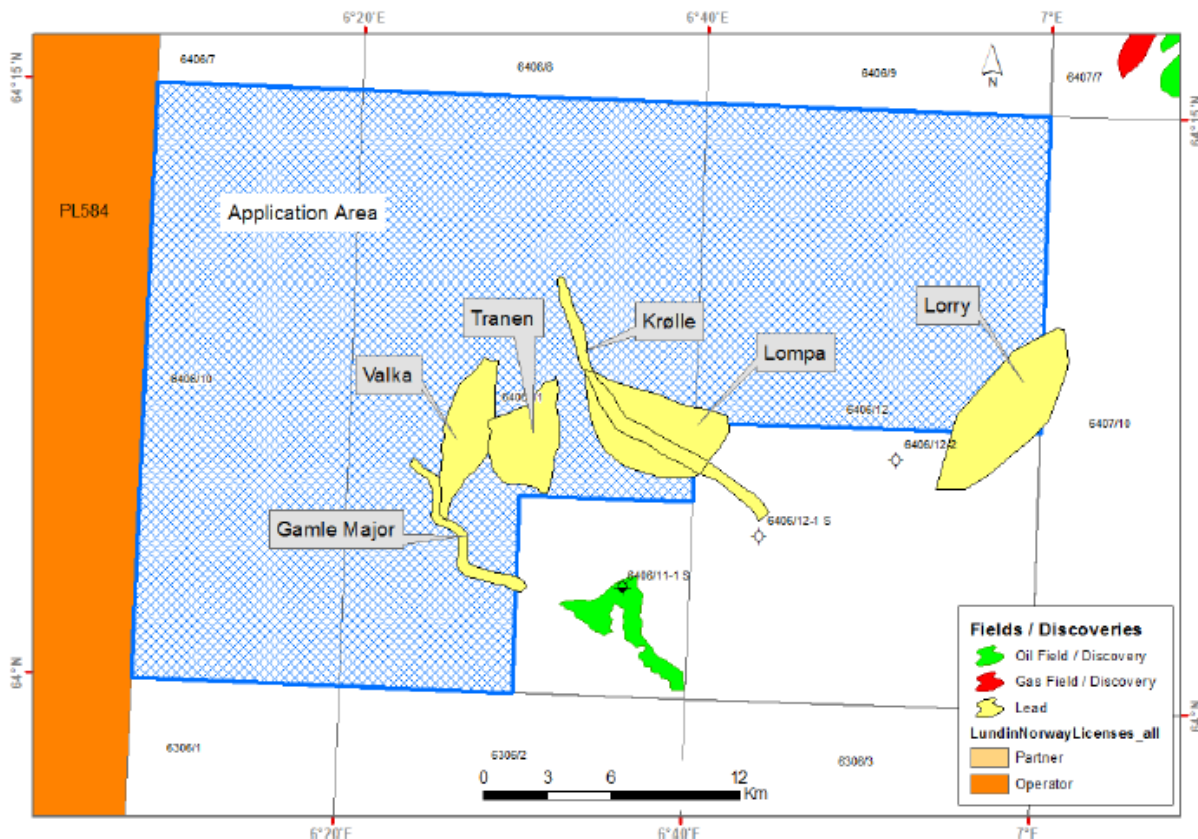 6°20'E
6°40'E
7°E
64°15'N
64°15'N
6406/7
6406/8
6406/9
6407/7
N
PL584
Application Area
Tranen
Krølle
Lorry
Valka
Lompa
6406/10
6406/12
6407/10
6406/12-2
Gamle Major
6406/12-1 S
6406/11-1 S
64°N
64°N
Fields / Discoveries
Oil Field / Discovery
Gas Field / Discovery
Lead
LundinNorwayLicenses_all
Partner
Operator
6306/1
6306/2
6306/3
0 3 6 12
Km
6°20'E
6°40'E
7°E